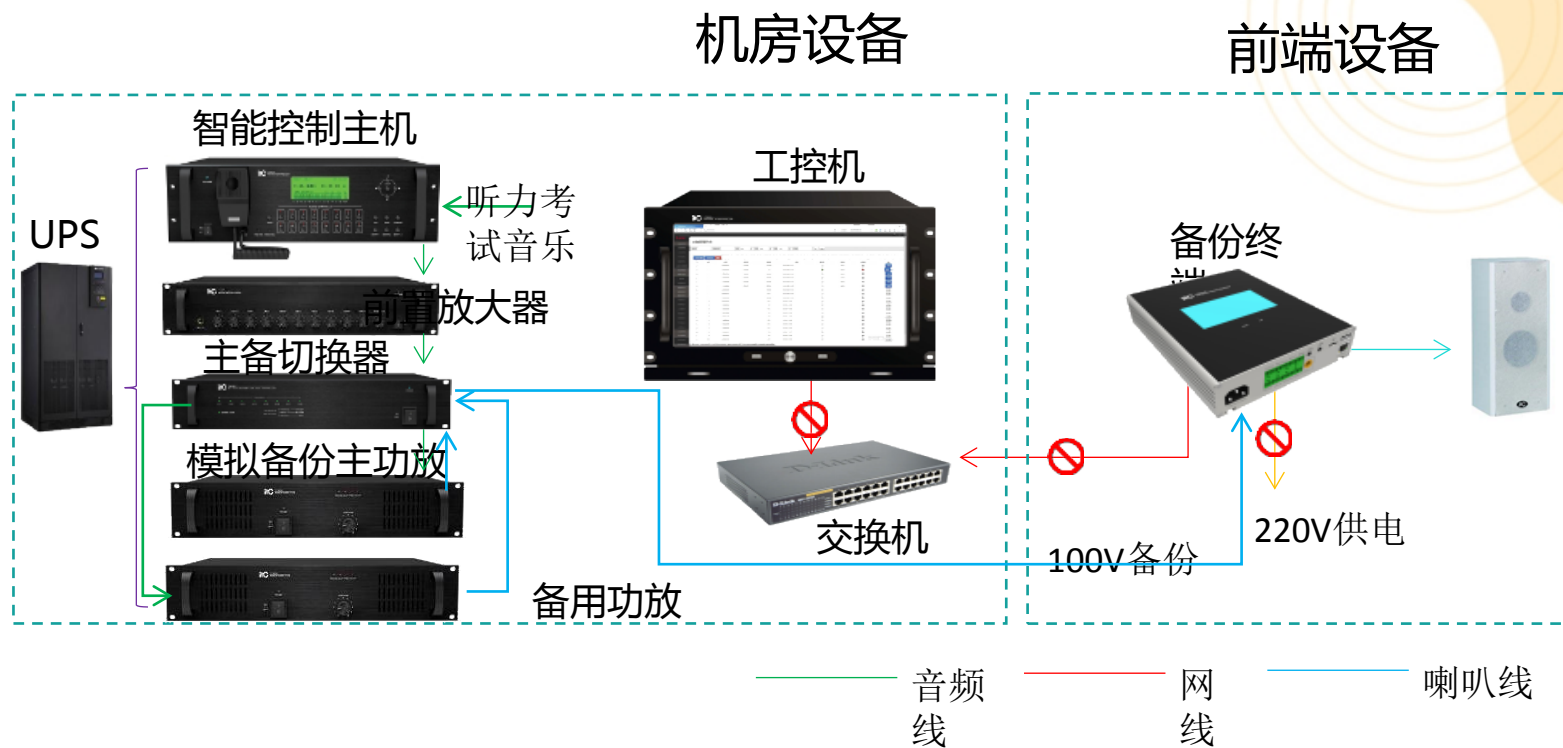 机房设备
前端设备
智能控制主机
工控机
听力考
试音乐
UPS
备份终
端
前置放大器
主备切换器
模拟备份主功放
交换机
220V供电
100V备份
备用功放
音频
线
网
线
喇叭线